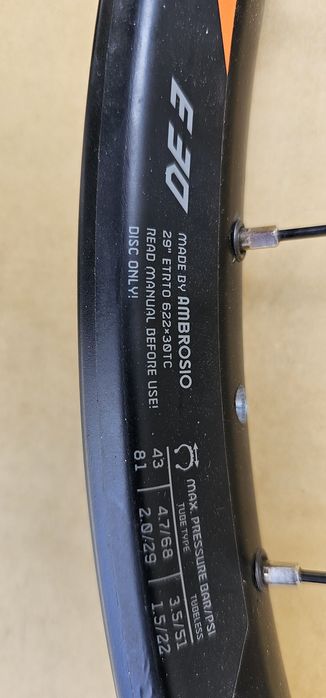 E30
MADE BY AMBROSIO
29" ETRTO 622×30TC
READ MANUAL BEFORE USE!
DISC ONLY!
MAX. PRESSURE BAR/PSI
TUBE TYPE TUBELESS
43 4.7/68 3.5/51
81 2.0/29 1.5/22